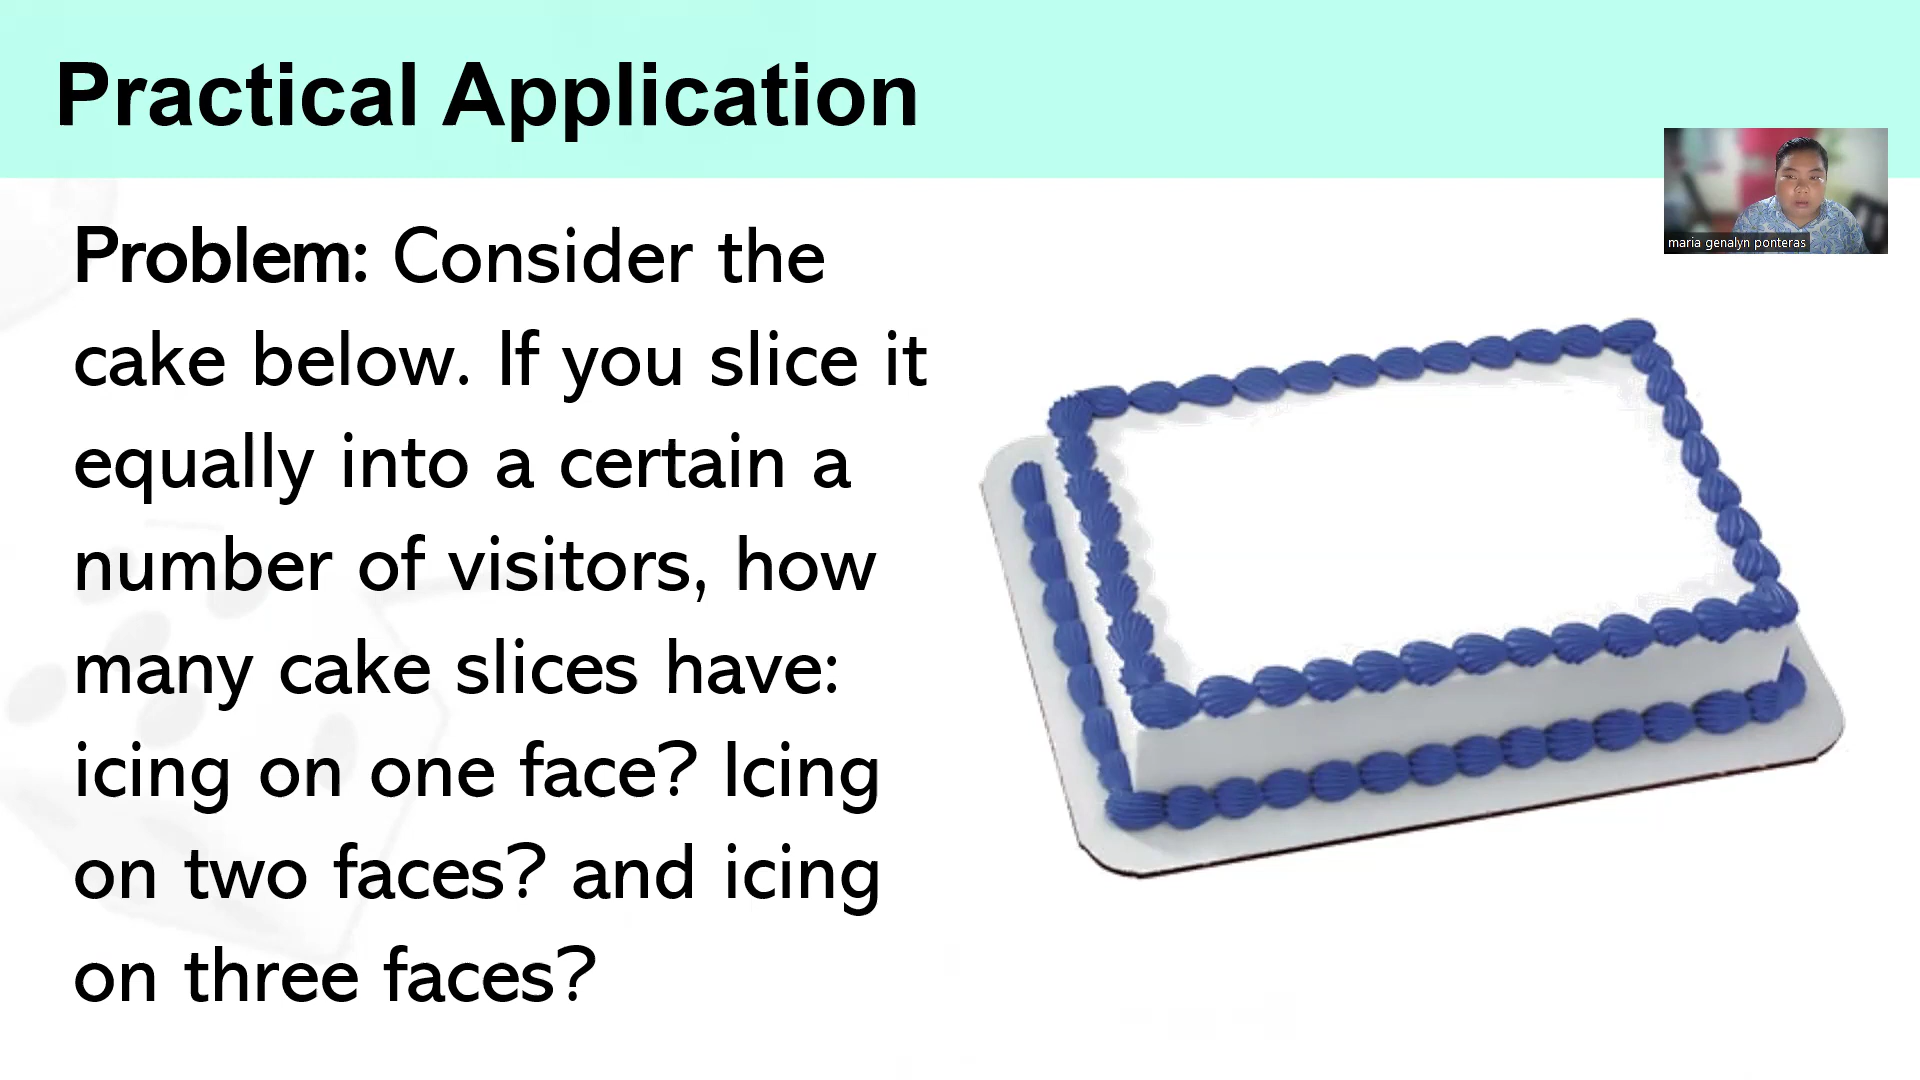 Practical Application
maria genalyn ponteras
Problem: Consider the
cake below. If you slice it
equally into a certain a
number of visitors, how
many cake slices have:
icing on one face? Icing
on two faces? and icing
on three faces?